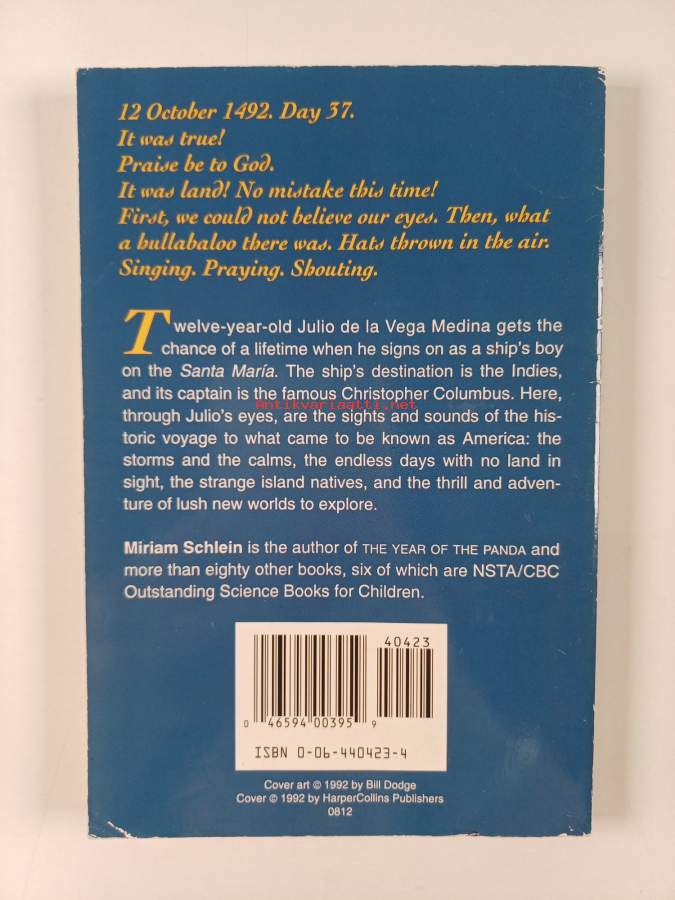 12 October 1492. Day 37.
It was true!
Praise be to God.
It was land! No mistake this time!
First, we could not believe our eyes. Then, what
a hullabaloo there was. Hats thrown in the air.
Singing. Praying. Shouting.
Twelve-year-old Julio de la Vega Medina gets the
chance of a lifetime when he signs on as a ship's boy
on the Santa María. The ship's destination is the Indies,
and its captain is the famous Christopher Columbus. Here,
Antikvariaatti.net
through Julio's eyes, are the sights and sounds of the his-
toric voyage to what came to be known as America: the
storms and the calms, the endless days with no land in
sight, the strange island natives, and the thrill and adven-
ture of lush new worlds to explore.
Miriam Schlein is the author of THE YEAR OF THE PANDA and
more than eighty other books, six of which are NSTA/CBC
Outstanding Science Books for Children.
40423
0 46594 00395 9
ISBN 0-06-440423-4
Cover art © 1992 by Bill Dodge
Cover © 1992 by HarperCollins Publishers
0812